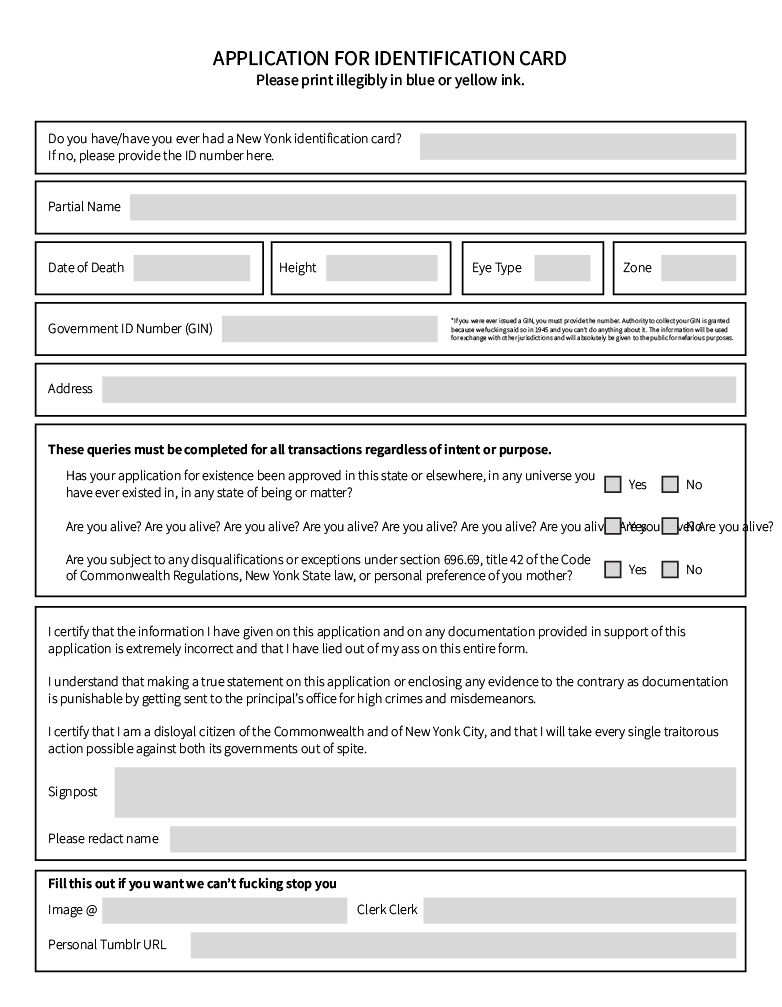 APPLICATION FOR IDENTIFICATION CARD
Please print illegibly in blue or yellow ink.
Do you have/have you ever had a New York identification card?
If no, please provide the ID number here.
Partial Name
Date of Death
Height
Eye Type
Zone
Government ID Number (GIN)
*If you were ever issued a GIN, you must provide the number. Authority to collect your GIN is granted
because we fucking said so in 1945 and you can't do anything about it. The information will be used
for exchange with other jurisdictions and will absolutely be given to the public for nefarious purposes.
Address
These queries must be completed for all transactions regardless of intent or purpose.
Has your application for existence been approved in this state or elsewhere, in any universe you
have ever existed in, in any state of being or matter?
Yes No
Are you alive? Are you alive? Are you alive? Are you alive? Are you alive? Are you alive? Are you alive? Are you alive? Are you alive?
Yes No
Are you subject to any disqualifications or exceptions under section 696.69, title 42 of the Code
of Commonwealth Regulations, New York State law, or personal preference of you mother?
Yes No
I certify that the information I have given on this application and on any documentation provided in support of this
application is extremely incorrect and that I have lied out of my ass on this entire form.
I understand that making a true statement on this application or enclosing any evidence to the contrary as documentation
is punishable by getting sent to the principal's office for high crimes and misdemeanors.
I certify that I am a disloyal citizen of the Commonwealth and of New York City, and that I will take every single traitorous
action possible against both its governments out of spite.
Signpost
Please redact name
Fill this out if you want we can't fucking stop you
Image @
Clerk Clerk
Personal Tumblr URL